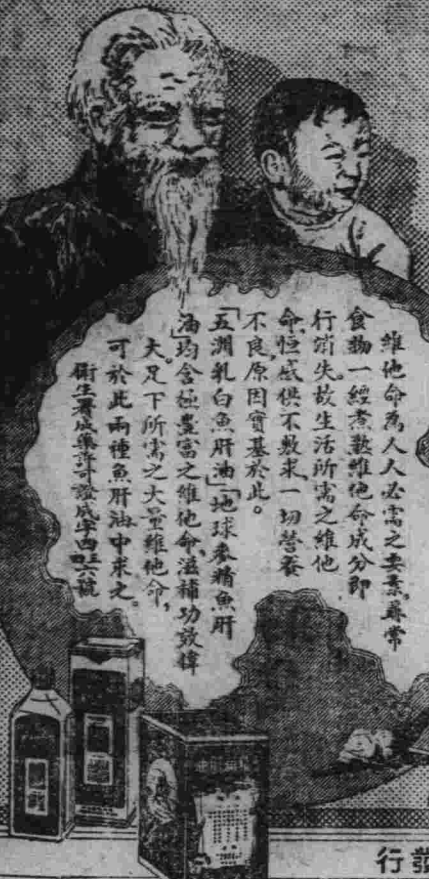 維他命為人人必需之要素，尋常
食物一經煮熟維他命成分即
行消失。故生活所需之維他
命，恒感供不敷求，一切營養
不良原因實基於此。
「五洲乳白魚肝油」「地球麥精魚肝
油」均含極豐富之維他命，滋補功效偉
大，足下所需之大量維他命，
可於此兩種魚肝油中求之。
衛生署成藥許可證成字四五六號
行發